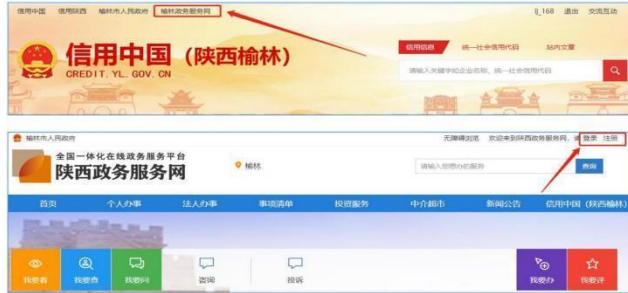 信用中国 信用陕西 榆林市人民政府 榆林政务服务网 lj_168 退出 交流互动
信用中国 (陕西榆林)
CREDIT. YL. GOV. CN
信用信息 统一社会信用代码 站内文章
请输入关键字如企业名称、统一社会信用代码
榆林市人民政府 无障碍浏览 欢迎来到陕西政务服务网, 请 登录 注册
全国一体化在线政务服务平台
陕西政务服务网
榆林
请输入您想办的服务 查询
首页 个人办事 法人办事 事项清单 投资服务 中介超市 新闻公告 信用中国 (陕西榆林)
我要看 我要查 我要问 咨询 投诉 我要办 我要评